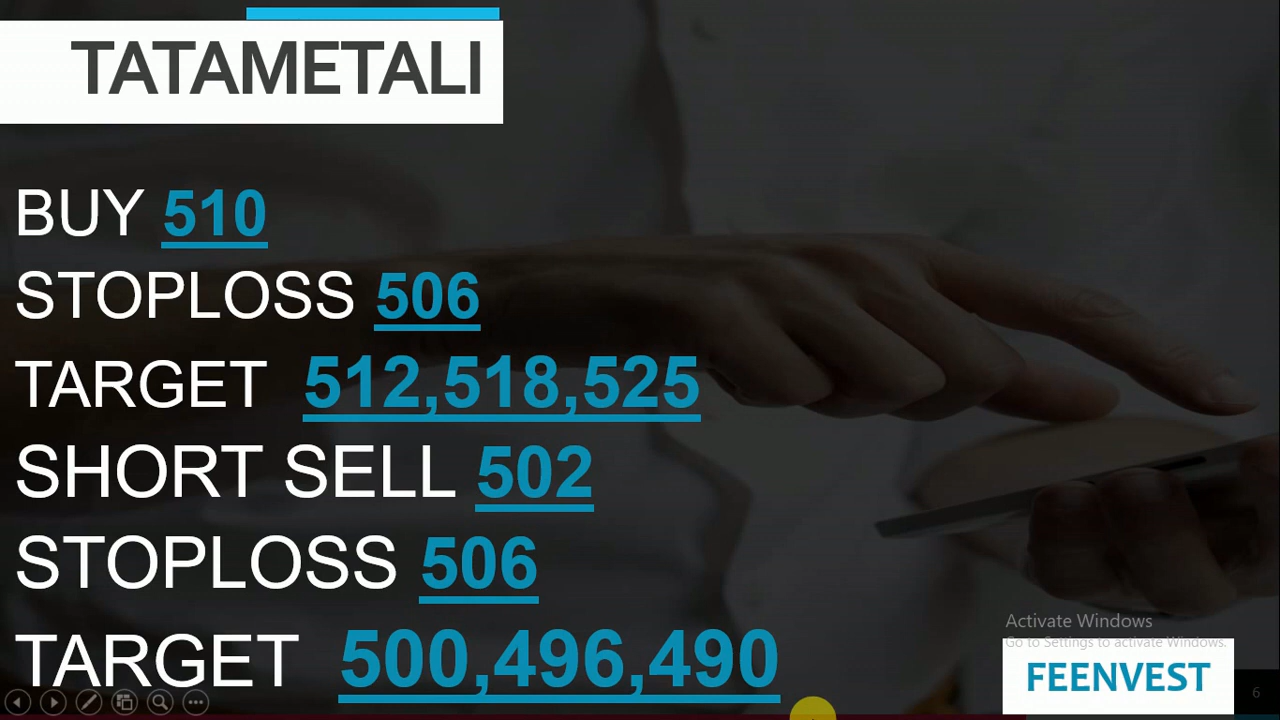 TATAMETALI
BUY 510
STOPLOSS 506
TARGET 512,518,525
SHORT SELL 502
STOPLOSS 506
TARGET 500,496,490
Activate Windows
Go to Settings to activate Windows.
FEENVEST
6